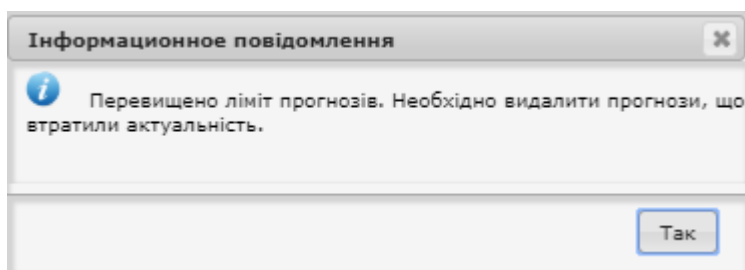 Інформационное повідомлення
Перевищено ліміт прогнозів. Необхідно видалити прогнози, що
втратили актуальність.
Так